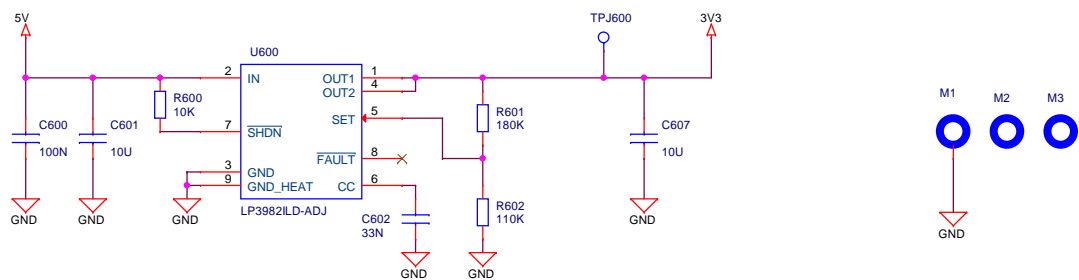 5V
TPJ600
3V3
U600
2
IN
OUT1
1
OUT2
4
R600
10K
SET
5
R601
180K
C600
100N
C601
10U
7
SHDN
C607
10U
FAULT
8
3
GND
9
GND_HEAT
CC
6
LP3982ILD-ADJ
C602
33N
R602
110K
GND
GND
GND
GND
GND
GND
M1
M2
M3
GND